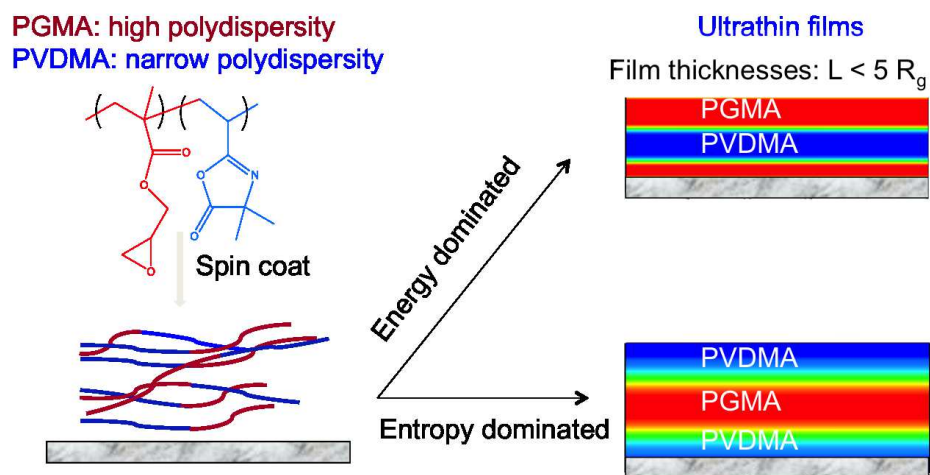 PGMA: high polydispersity
PVDMA: narrow polydispersity
O
O
O
O
N
O
O
Spin coat
Energy dominated
Entropy dominated
Ultrathin films
Film thicknesses: L < 5 Rg
PGMA
PVDMA
PVDMA
PGMA
PVDMA